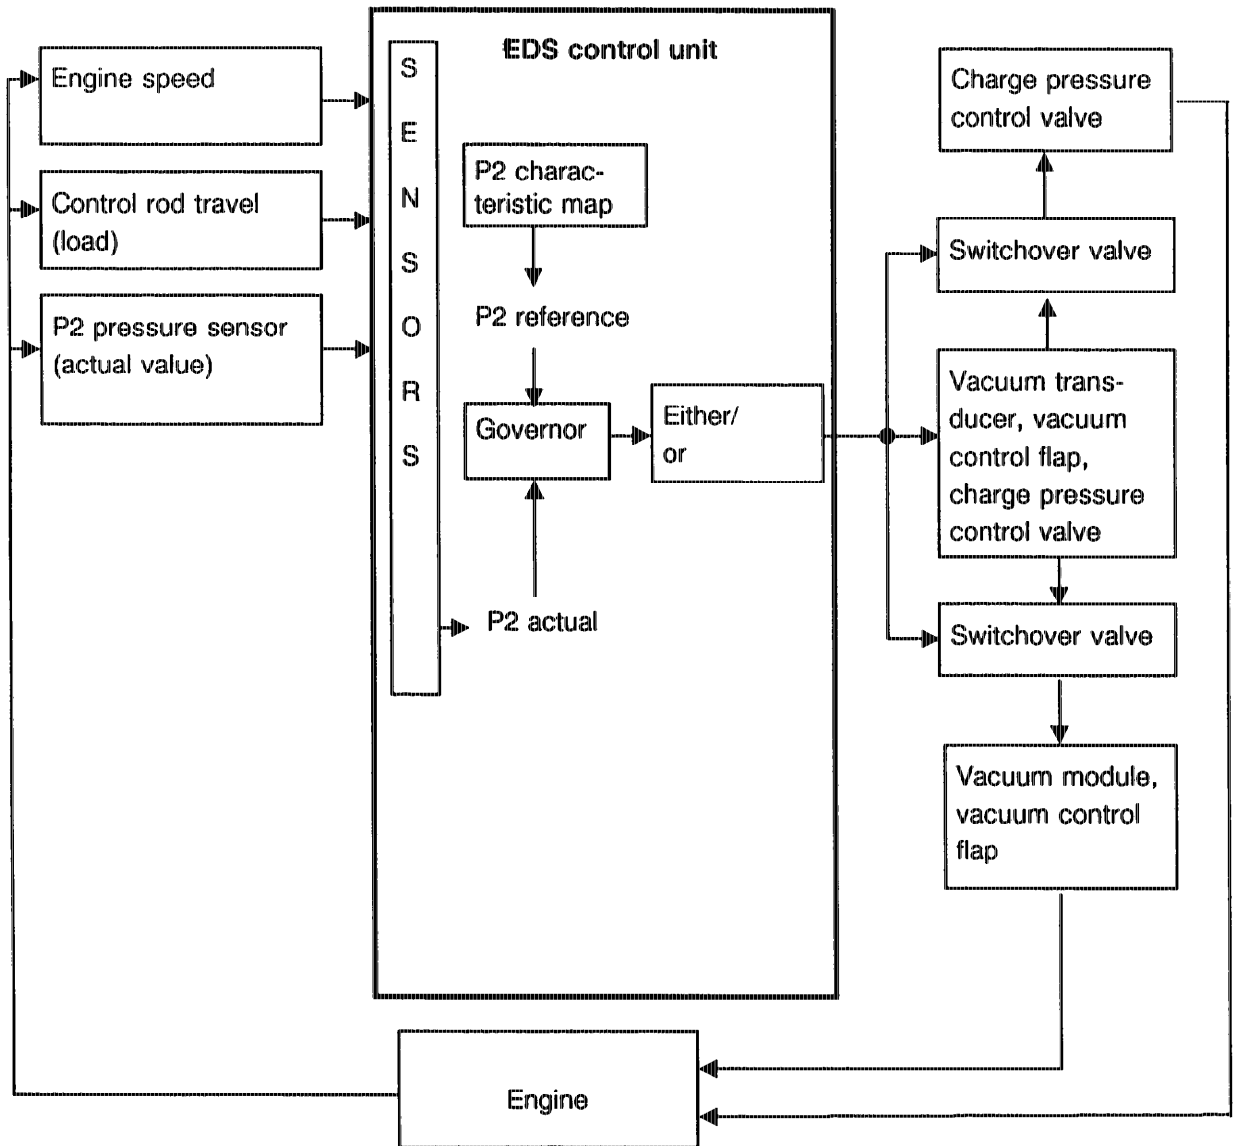 EDS control unit
Engine speed
Control rod travel
(load)
P2 pressure sensor
(actual value)
S
E
N
S
O
R
S
P2 charac-
teristic map
P2 reference
Governor
Either/
or
P2 actual
Charge pressure
control valve
Switchover valve
Vacuum trans-
ducer, vacuum
control flap,
charge pressure
control valve
Switchover valve
Vacuum module,
vacuum control
flap
Engine